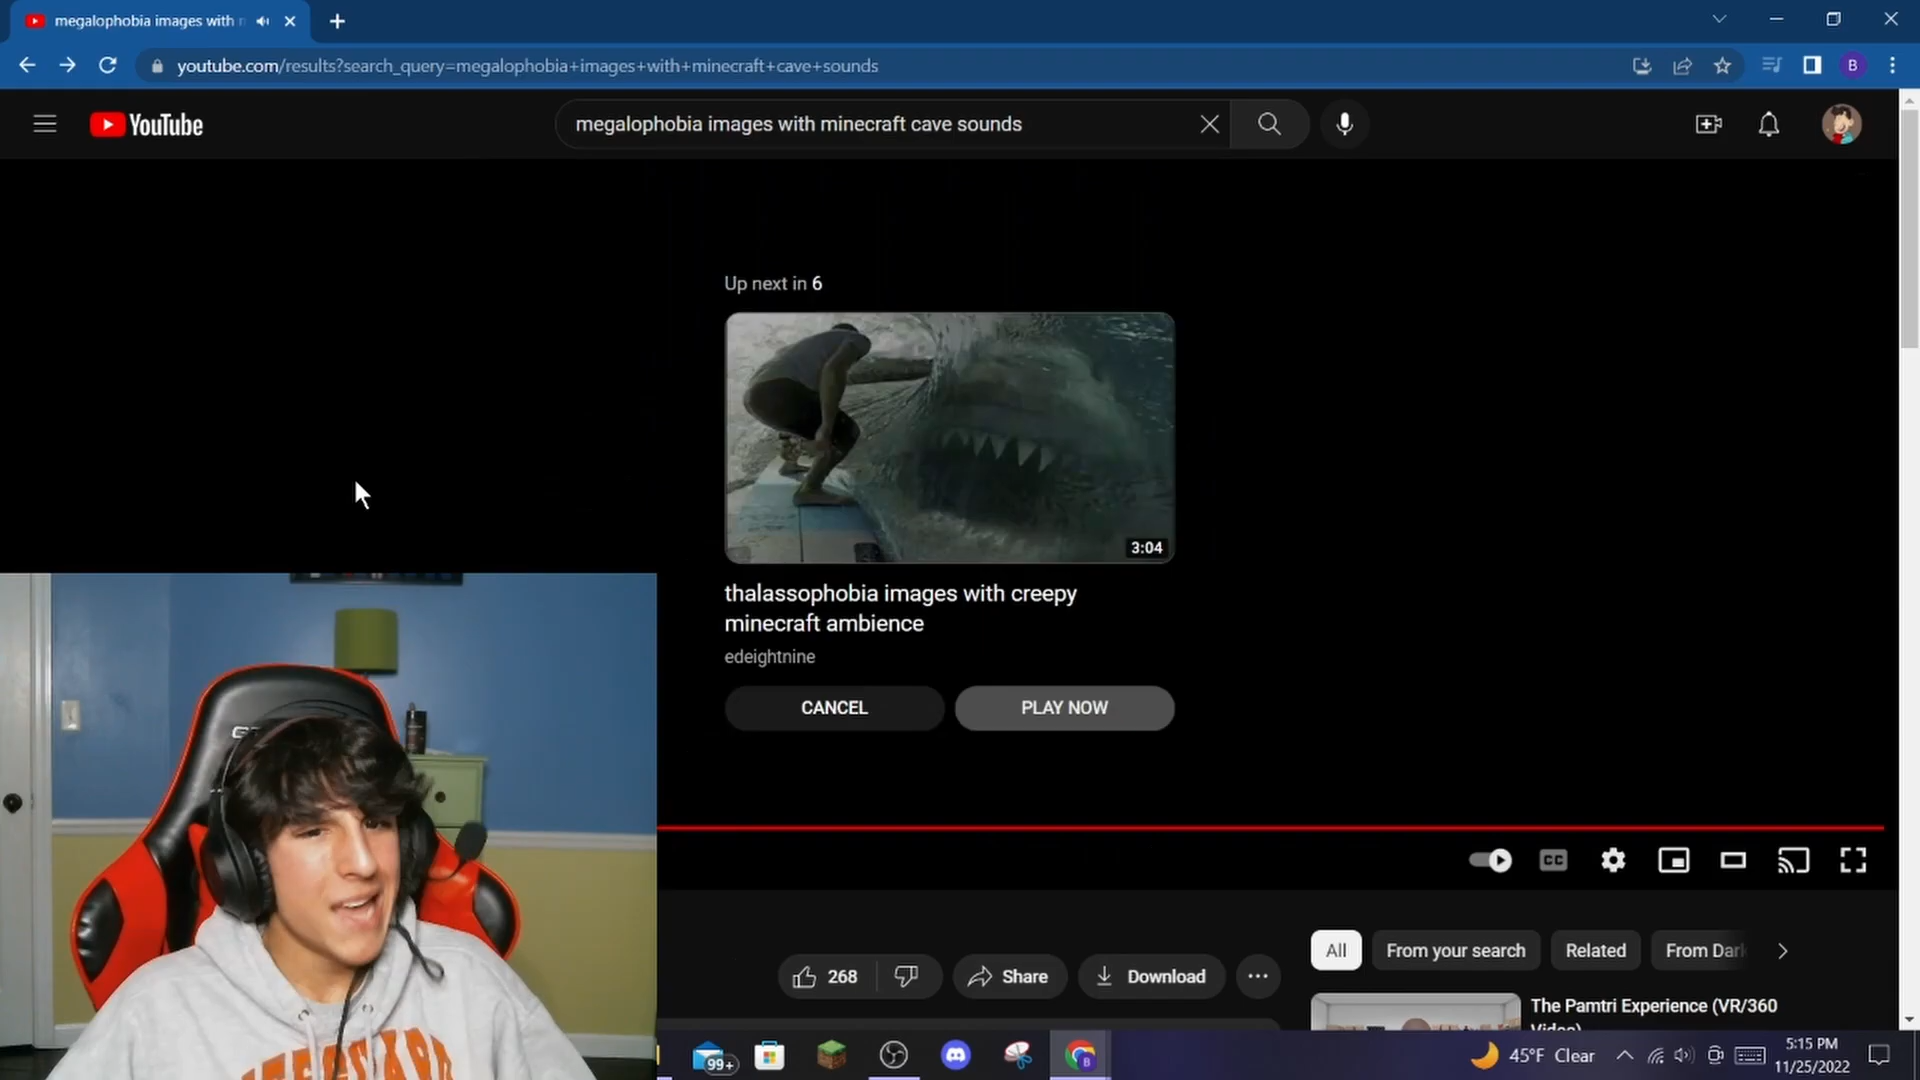 megalophobia images with
youtube.com/results?search_query=megalophobia+images+with+minecraft+cave+sounds
B
YouTube
megalophobia images with minecraft cave sounds
Up next in 6
3:04
thalassophobia images with creepy
minecraft ambience
edeightnine
CANCEL
PLAY NOW
CC
All
From your search
Related
From Dark
268
Share
Download
The Pamtri Experience (VR/360
Video)
99+
45°F Clear
5:15 PM
11/25/2022